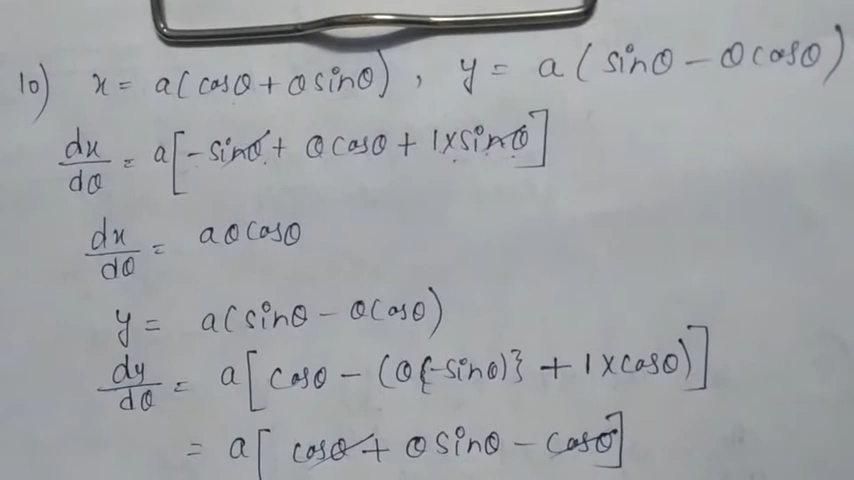 10) x = a(cosθ + θsinθ), y = a(sinθ - θcosθ)
dx/dθ = a[-sinθ + θcosθ + 1×sinθ]
dx/dθ = aθcosθ
y = a(sinθ - θcosθ)
dy/dθ = a[cosθ - (θ{-sinθ)} + 1×cosθ)]
= a[cosθ + θsinθ - cosθ]